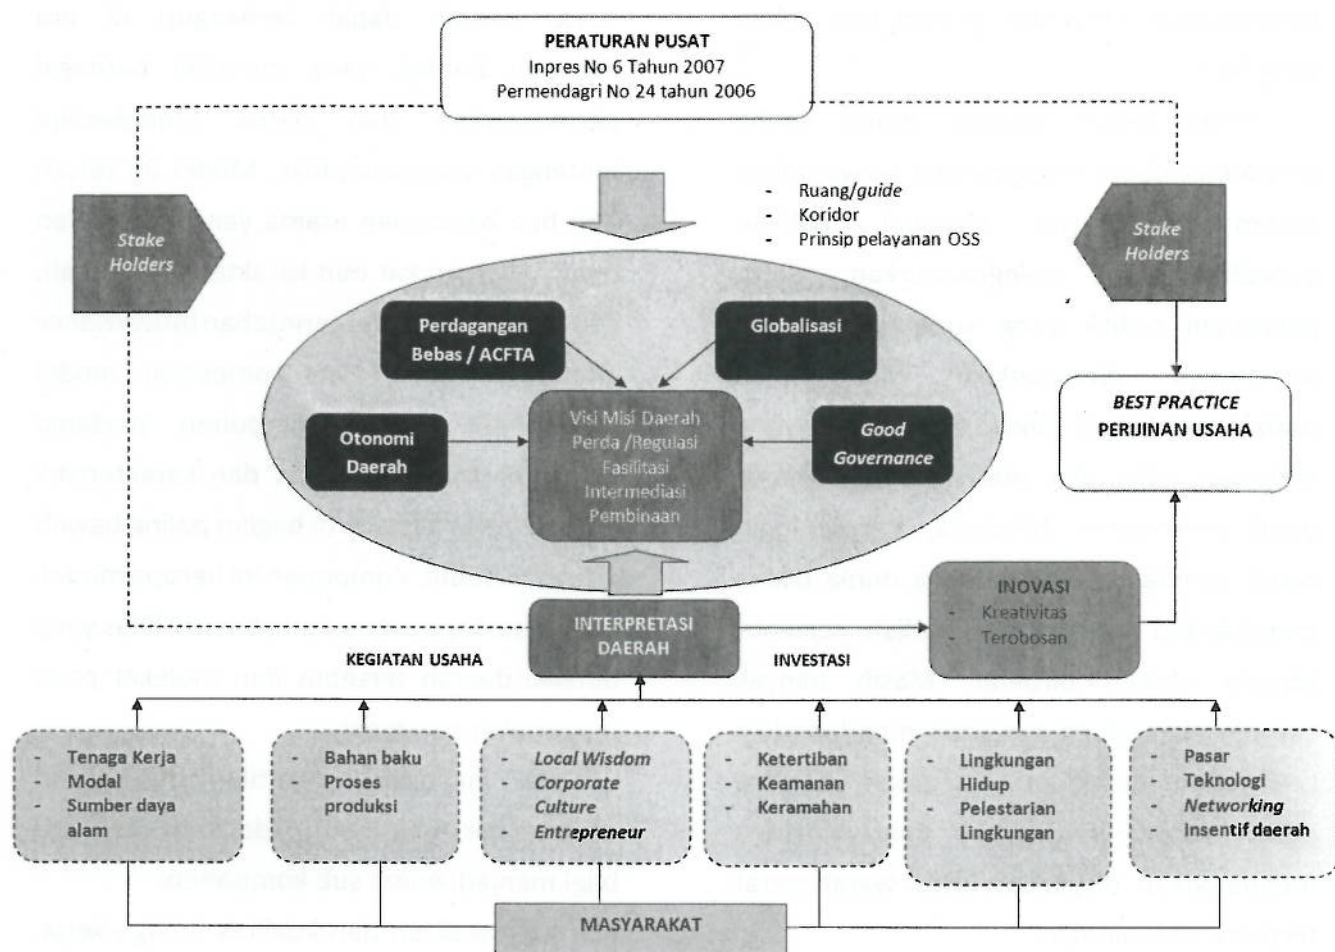 PERATURAN PUSAT
Inpres No 6 Tahun 2007
Permendagri No 24 tahun 2006
Stake
Holders
- Ruang/guide
- Koridor
- Prinsip pelayanan OSS
Stake
Holders
Perdagangan
Bebas / ACFTA
Globalisasi
Otonomi
Daerah
Visi Misi Daerah
Perda /Regulasi
Fasilitasi
Intermediasi
Pembinaan
Good
Governance
BEST PRACTICE
PERIJINAN USAHA
INTERPRETASI
DAERAH
INOVASI
- Kreativitas
- Terobosan
KEGIATAN USAHA
INVESTASI
- Tenaga Kerja
- Modal
- Sumber daya
alam
- Bahan baku
- Proses
produksi
- Local Wisdom
- Corporate
Culture
- Entrepreneur
- Ketertiban
- Keamanan
- Keramahan
- Lingkungan
Hidup
- Pelestarian
Lingkungan
- Pasar
- Teknologi
- Networking
- Insentif daerah
MASYARAKAT